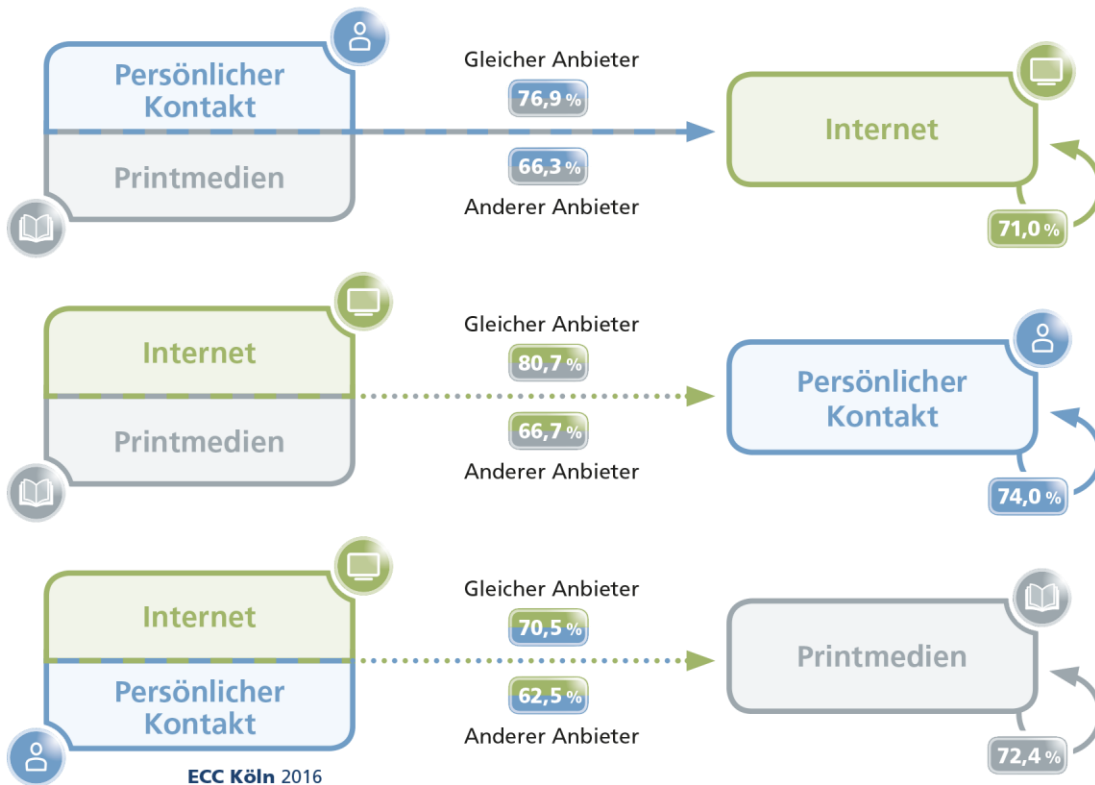 Persönlicher
Kontakt
Printmedien
Gleicher Anbieter
76,9 %
66,3 %
Anderer Anbieter
Internet
71,0 %
Internet
Printmedien
Gleicher Anbieter
80,7 %
66,7 %
Anderer Anbieter
Persönlicher
Kontakt
74,0 %
Internet
Persönlicher
Kontakt
Gleicher Anbieter
70,5 %
62,5 %
Anderer Anbieter
Printmedien
72,4 %
ECC Köln 2016